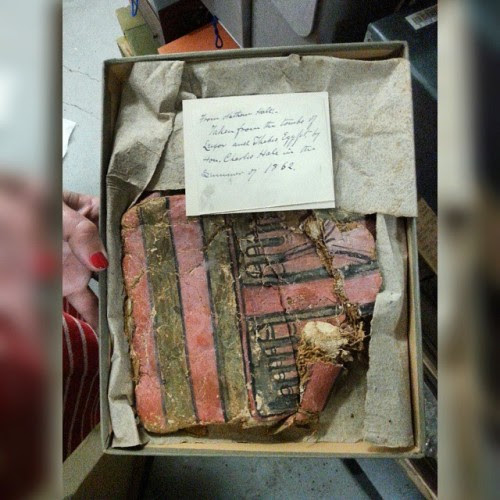 From Nathan Hale.
Taken from the tombs of
Luxor and Thebes Egypt by
Hon. Charles Hale in the
Summer of